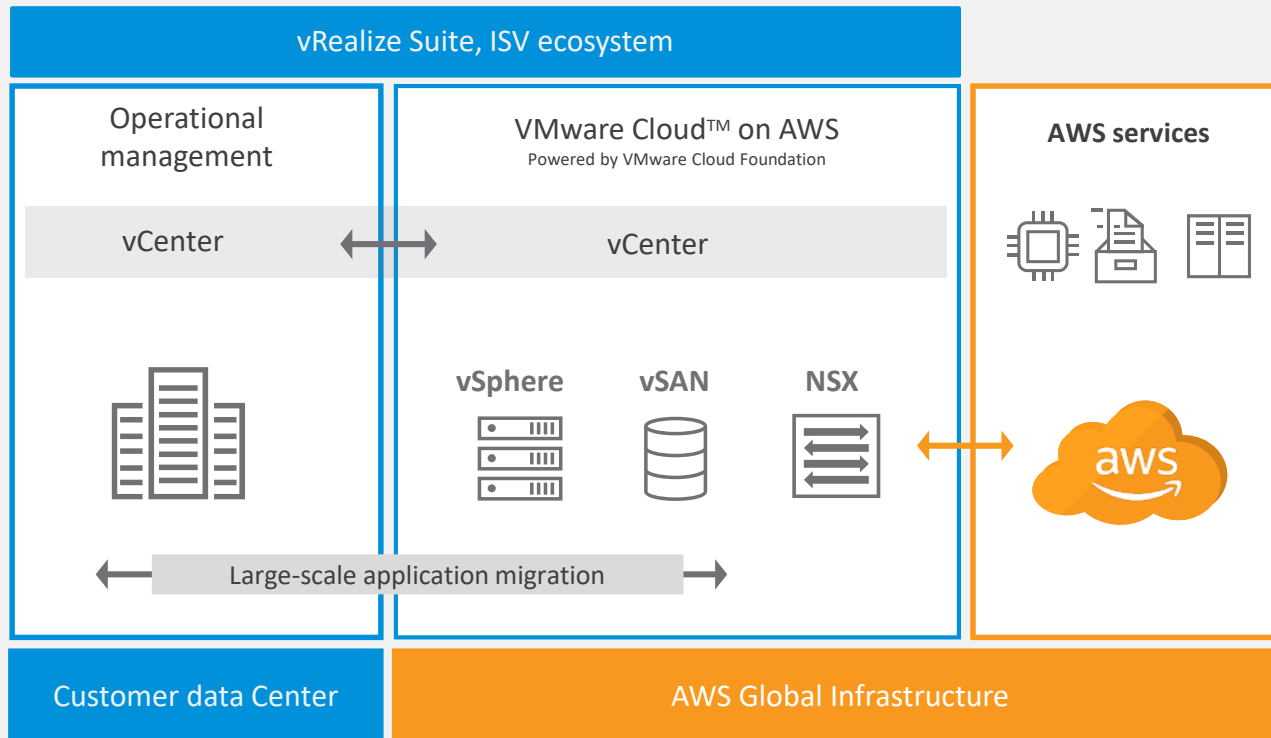 vRealize Suite, ISV ecosystem
Operational
management
VMware Cloud™ on AWS
Powered by VMware Cloud Foundation
AWS services
vCenter
vCenter
vSphere
vSAN
NSX
aws
Large-scale application migration
Customer data Center
AWS Global Infrastructure